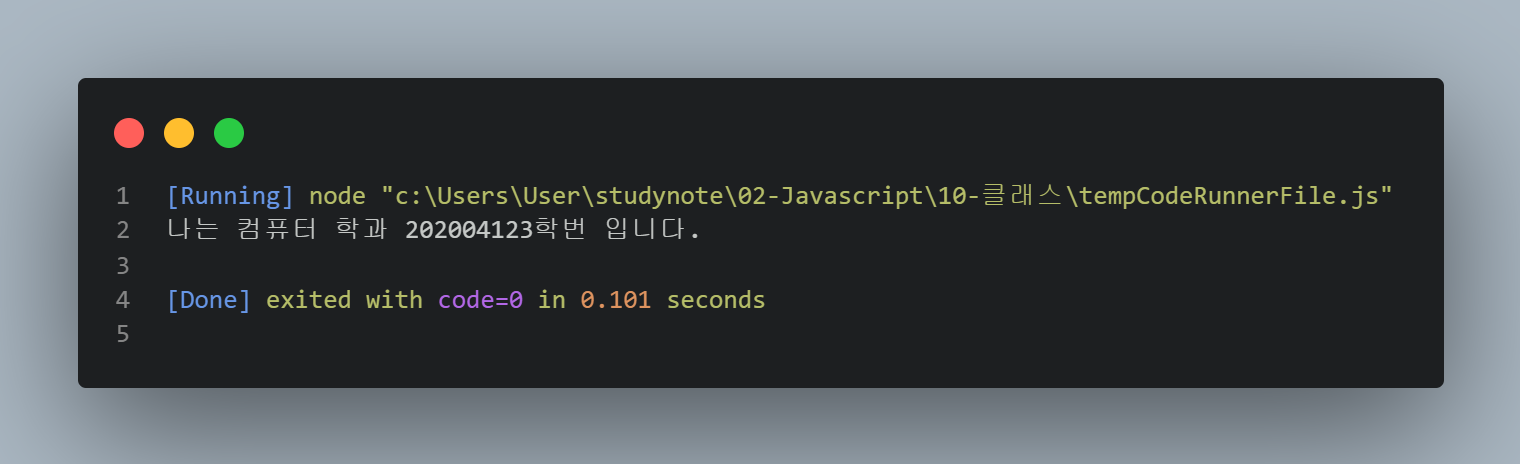 1 [Running] node "c:\Users\User\studynote\02-Javascript\10-클래스\tempCodeRunnerFile.js"
2 나는 컴퓨터 학과 202004123학번 입니다.
3
4 [Done] exited with code=0 in 0.101 seconds
5